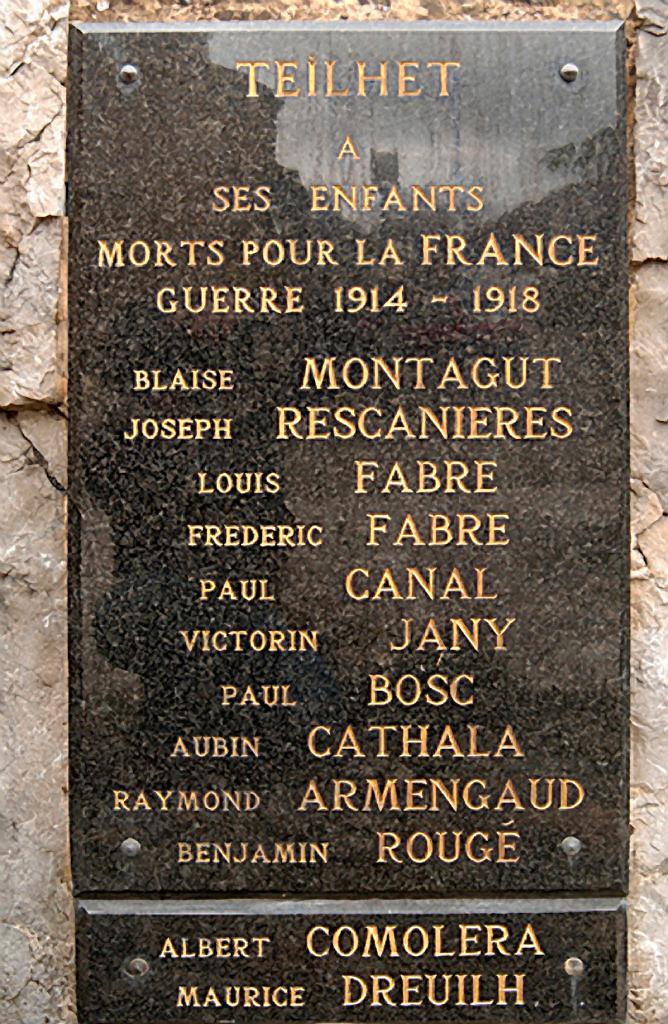 TEILHET
A
SES ENFANTS
MORTS POUR LA FRANCE
GUERRE 1914 - 1918
BLAISE MONTAGUT
JOSEPH RESCANIERES
LOUIS FABRE
FREDERIC FABRE
PAUL CANAL
VICTORIN JANY
PAUL BOSC
AUBIN CATHALA
RAYMOND ARMENGAUD
BENJAMIN ROUGÉ
ALBERT COMOLERA
MAURICE DREUILH